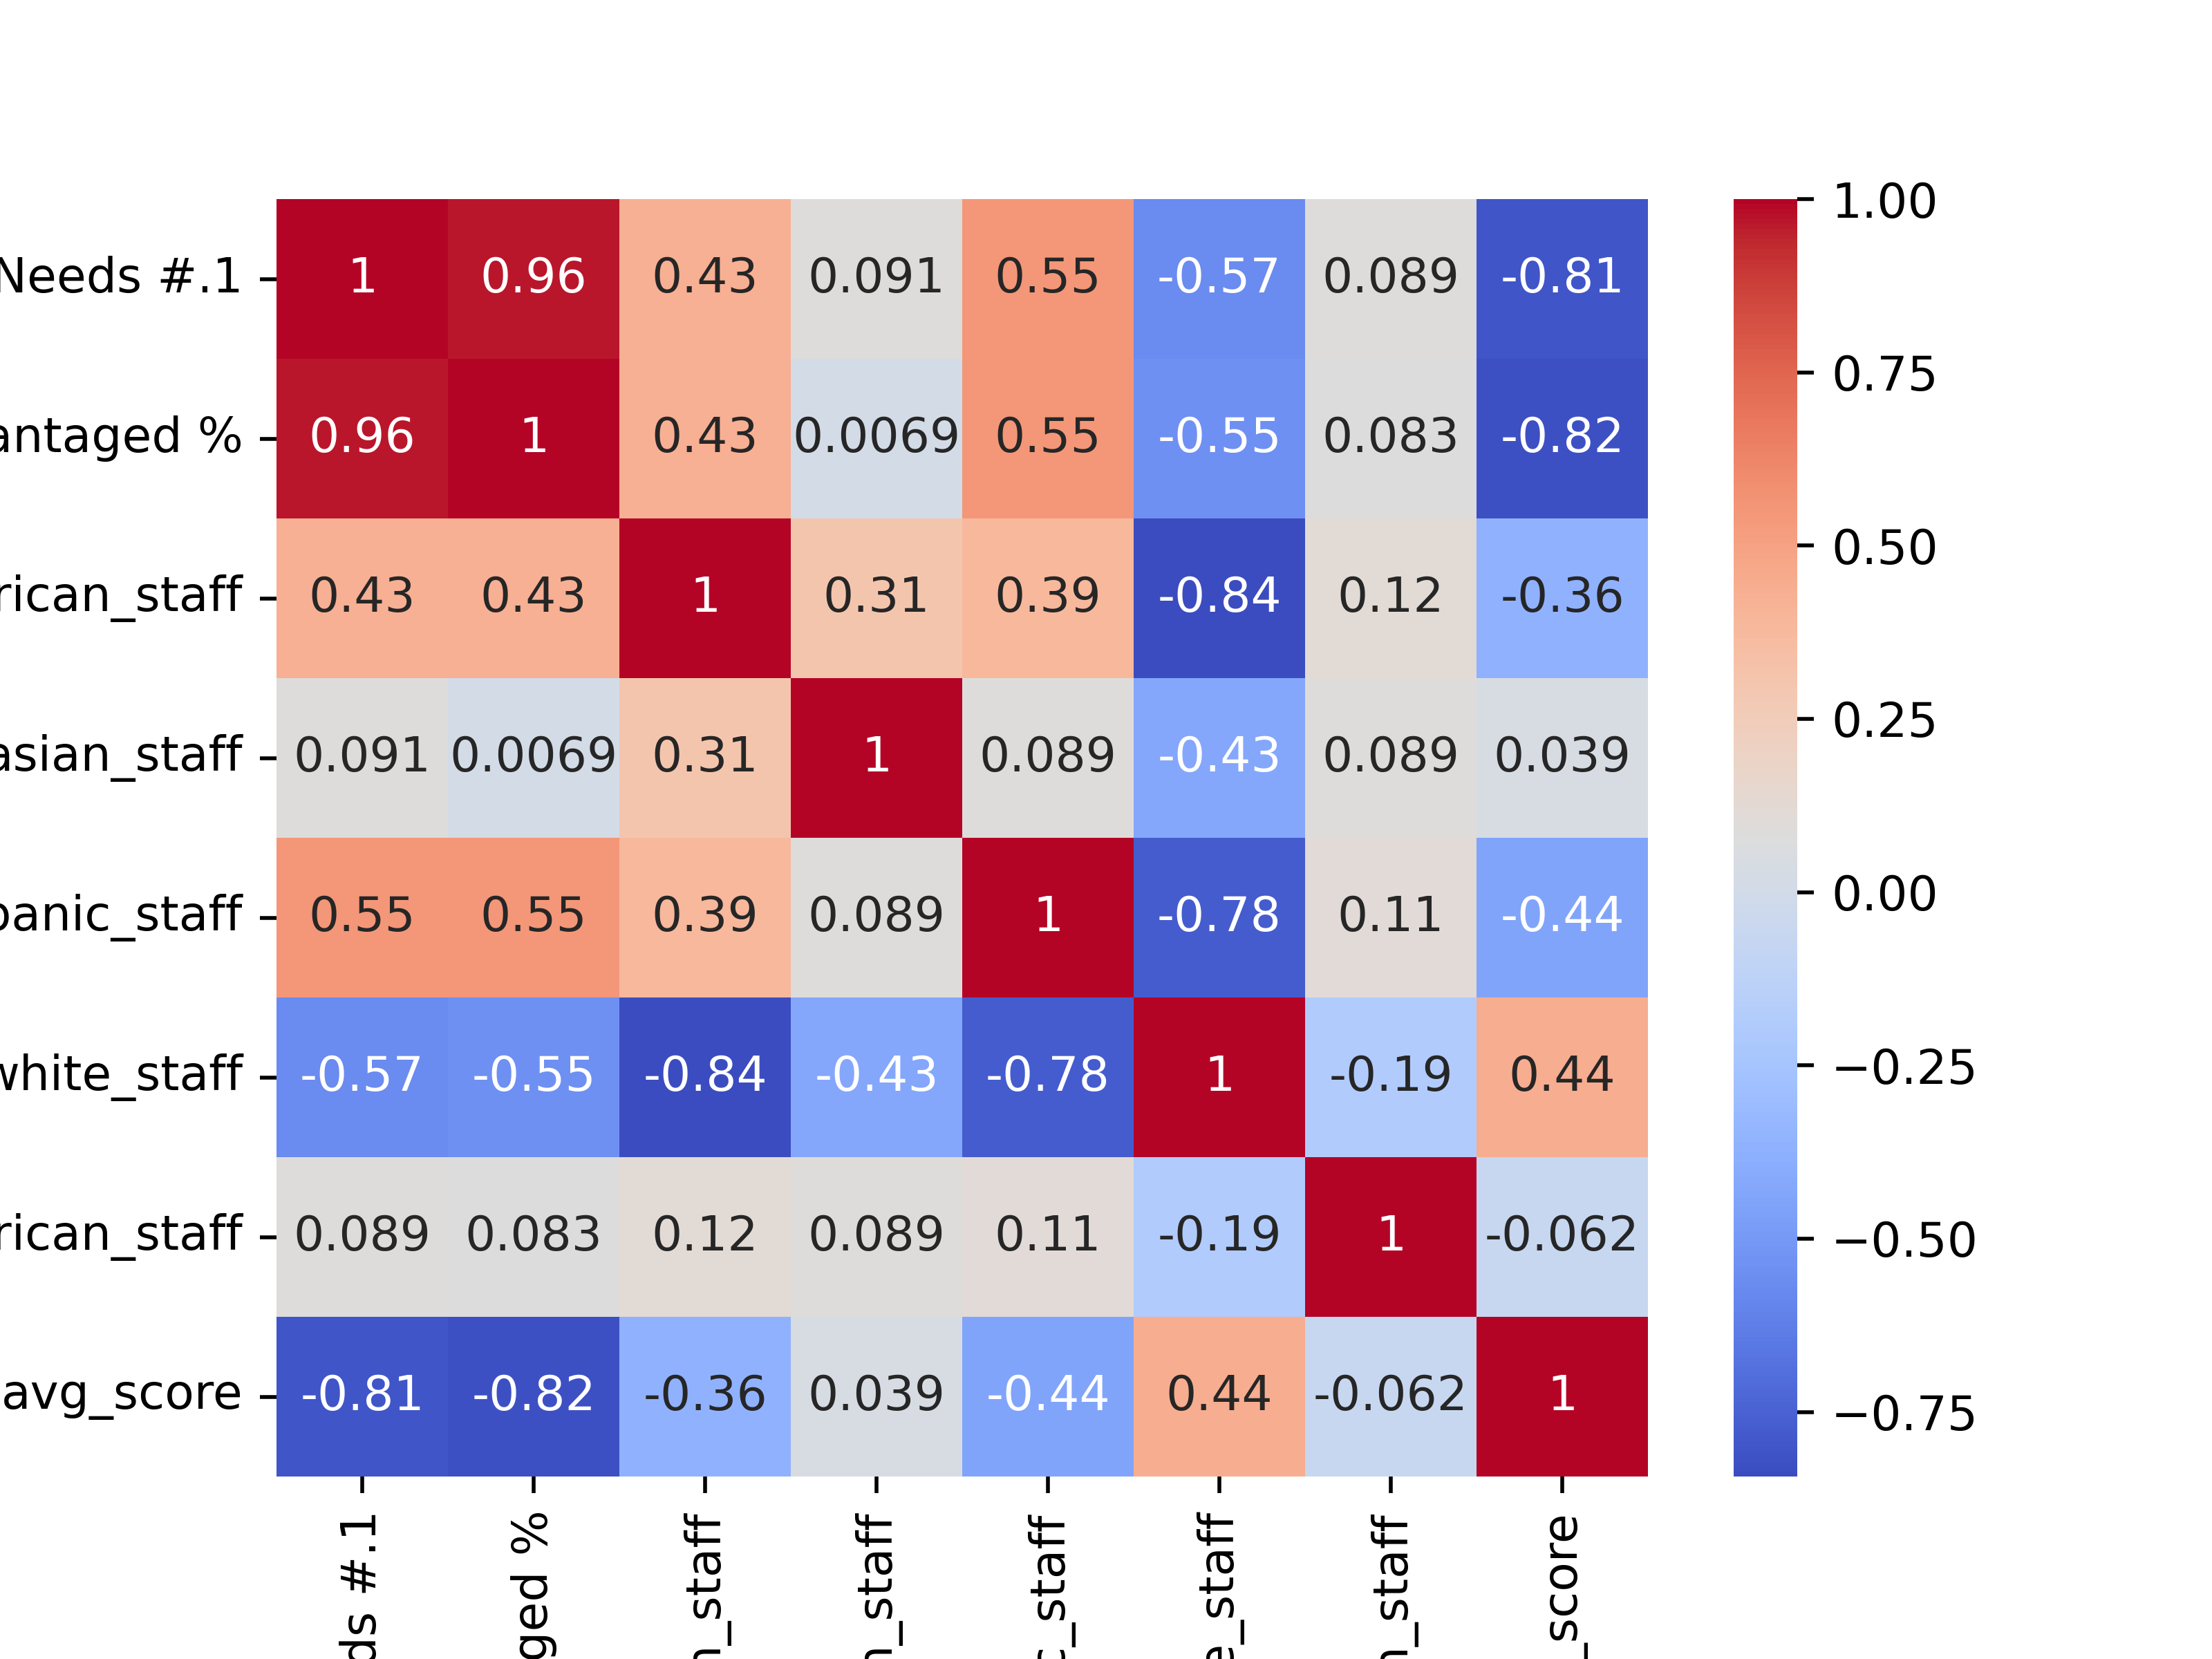 1.00
Needs #.1 1 0.96 0.43 0.091 0.55 -0.57 0.089 -0.81
0.75
antaged % 0.96 1 0.43 0.0069 0.55 -0.55 0.083 -0.82
0.50
rican_staff 0.43 0.43 1 0.31 0.39 -0.84 0.12 -0.36
0.25
asian_staff 0.091 0.0069 0.31 1 0.089 -0.43 0.089 0.039
0.00
panic_staff 0.55 0.55 0.39 0.089 1 -0.78 0.11 -0.44
−0.25
white_staff -0.57 -0.55 -0.84 -0.43 -0.78 1 -0.19 0.44
−0.50
rican_staff 0.089 0.083 0.12 0.089 0.11 -0.19 1 -0.062
−0.75
avg_score -0.81 -0.82 -0.36 0.039 -0.44 0.44 -0.062 1
ds #.1
ged %
n_staff
n_staff
c_staff
e_staff
n_staff
_score